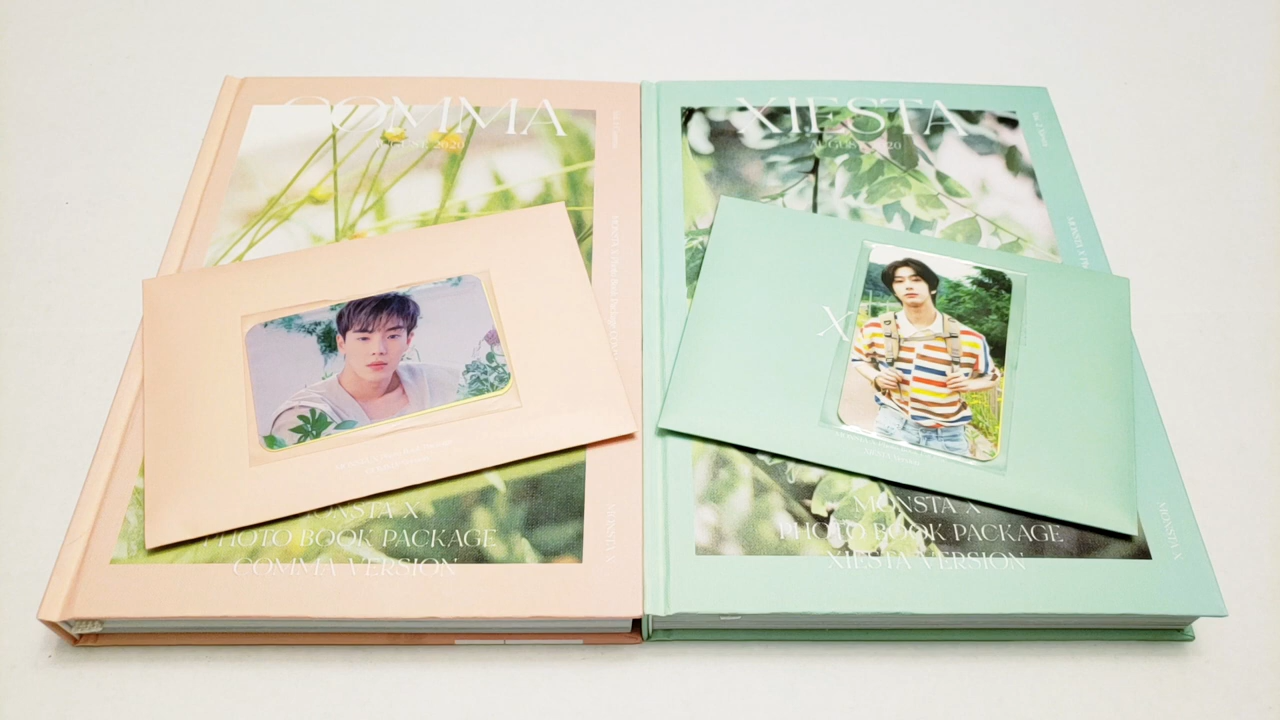 COMMA
AUGUST 2020
MONSTA X
PHOTO BOOK PACKAGE
COMMA VERSION
MONSTA X
XIESTA
AUGUST 2020
X
MONSTA X
PHOTO BOOK PACKAGE
XIESTA VERSION
MONSTA X